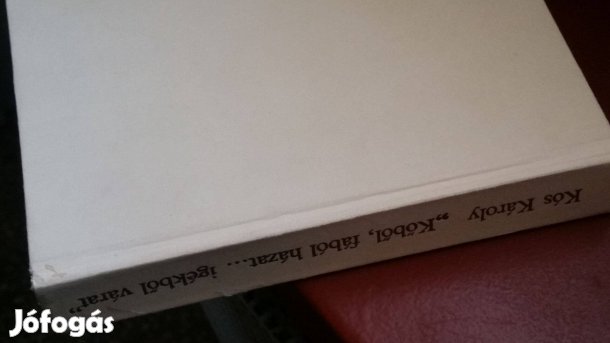 Kós Károly „Kőből, fából házat... igékből várat”
Jófogás